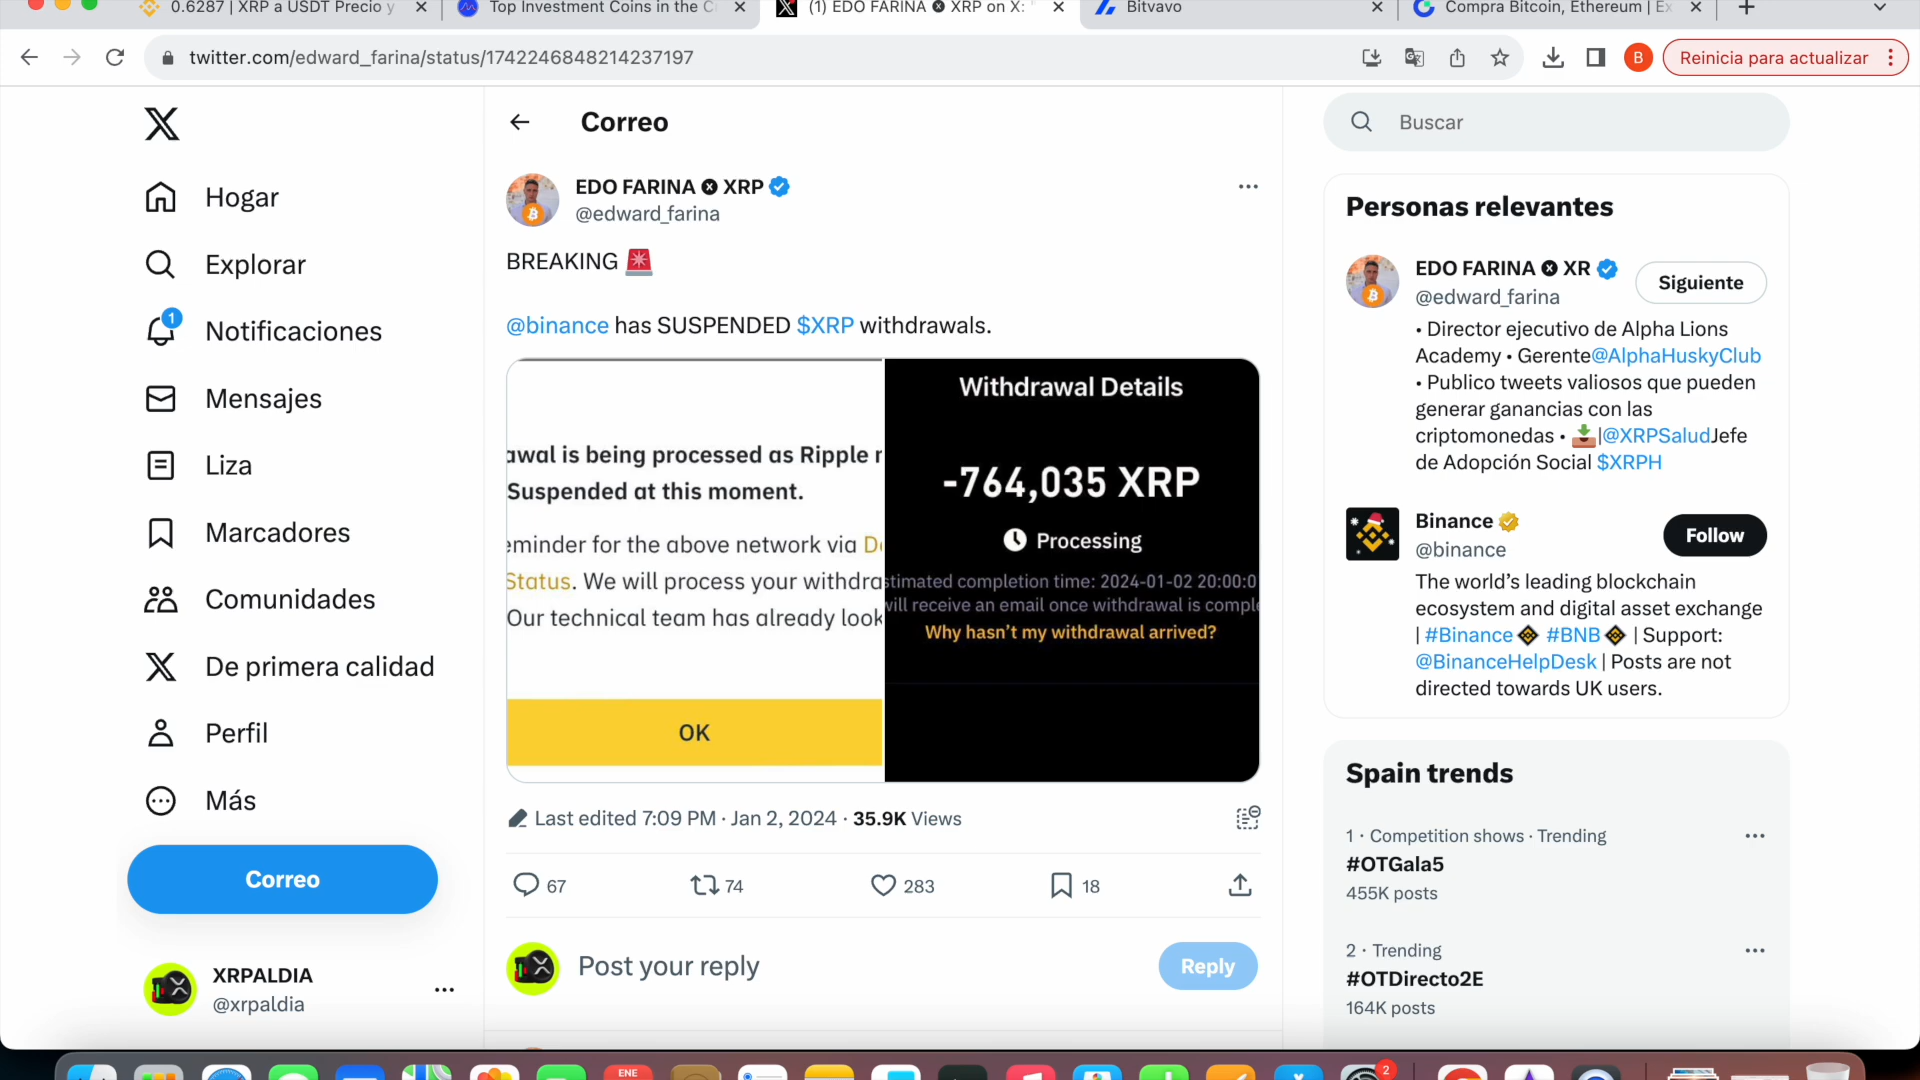 0.6287 | XRP a USDT Precio y
Top Investment Coins in the C
(1) EDO FARINA XRP on X: "
Bitvavo
Compra Bitcoin, Ethereum | Ex
twitter.com/edward_farina/status/1742246848214237197
B
Reinicia para actualizar
Hogar
Explorar
1
Notificaciones
Mensajes
Liza
Marcadores
Comunidades
De primera calidad
Perfil
Más
Correo
XRPALDIA
@xrpaldia
Correo
EDO FARINA XRP
@edward_farina
BREAKING
@binance has SUSPENDED $XRP withdrawals.
awal is being processed as Ripple
Suspended at this moment.
eminder for the above network via
Status. We will process your withdra
Our technical team has already look
OK
Withdrawal Details
-764,035 XRP
Processing
stimated completion time: 2024-01-02 20:00:0
will receive an email once withdrawal is comple
Why hasn't my withdrawal arrived?
Last edited 7:09 PM · Jan 2, 2024 · 35.9K Views
67
74
283
18
Post your reply
Reply
Buscar
Personas relevantes
EDO FARINA XR
@edward_farina
Siguiente
• Director ejecutivo de Alpha Lions
Academy • Gerente@AlphaHuskyClub
• Publico tweets valiosos que pueden
generar ganancias con las
criptomonedas • |@XRPSaludJefe
de Adopción Social $XRPH
Binance
@binance
Follow
The world's leading blockchain
ecosystem and digital asset exchange
| #Binance #BNB | Support:
@BinanceHelpDesk | Posts are not
directed towards UK users.
Spain trends
1 · Competition shows · Trending
#OTGala5
455K posts
2 · Trending
#OTDirecto2E
164K posts
ENE
2